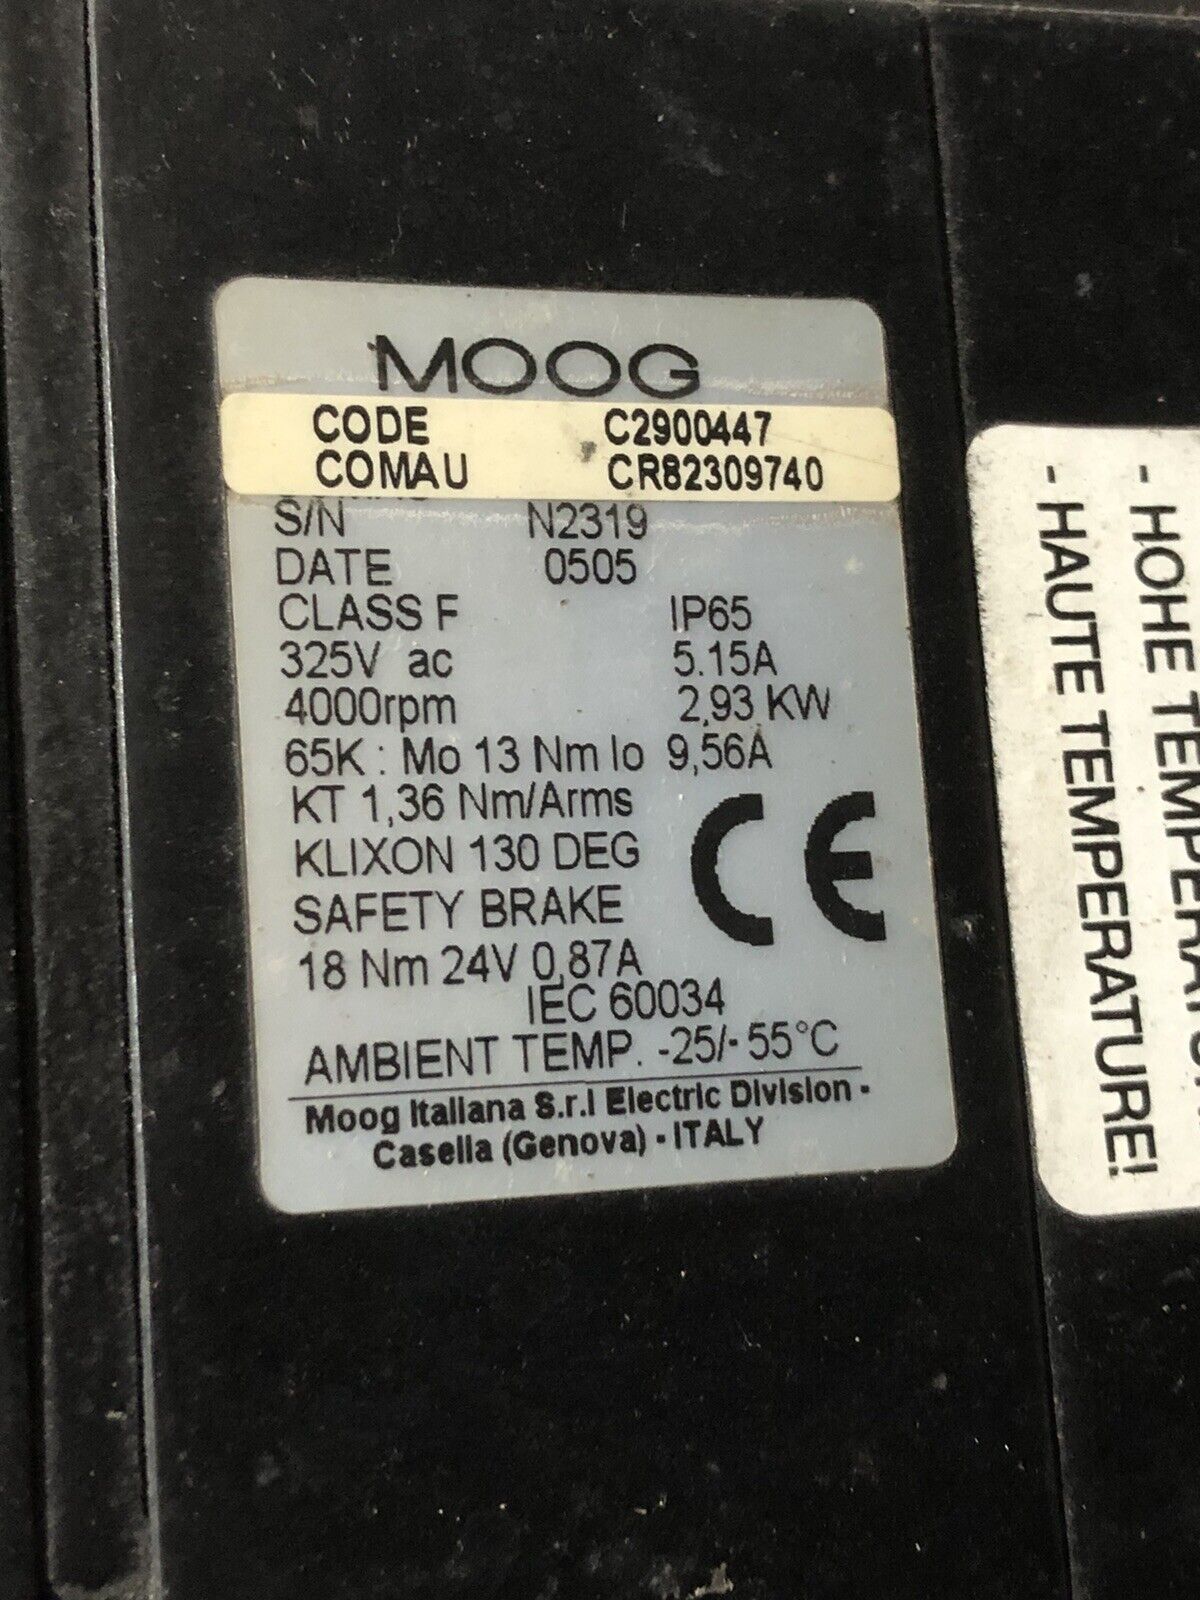 MOOG
CODE C2900447
COMAU CR82309740
S/N N2319
DATE 0505
CLASS F IP65
325V ac 5.15A
4000rpm 2,93 KW
65K : Mo 13 Nm Io 9,56A
KT 1,36 Nm/Arms
KLIXON 130 DEG
SAFETY BRAKE
18 Nm 24V 0,87A
IEC 60034
AMBIENT TEMP. -25/- 55°C
CE
Moog Italiana S.r.l Electric Division -
Casella (Genova) - ITALY
- HOHE
- HAUTE TEMPERATURE!